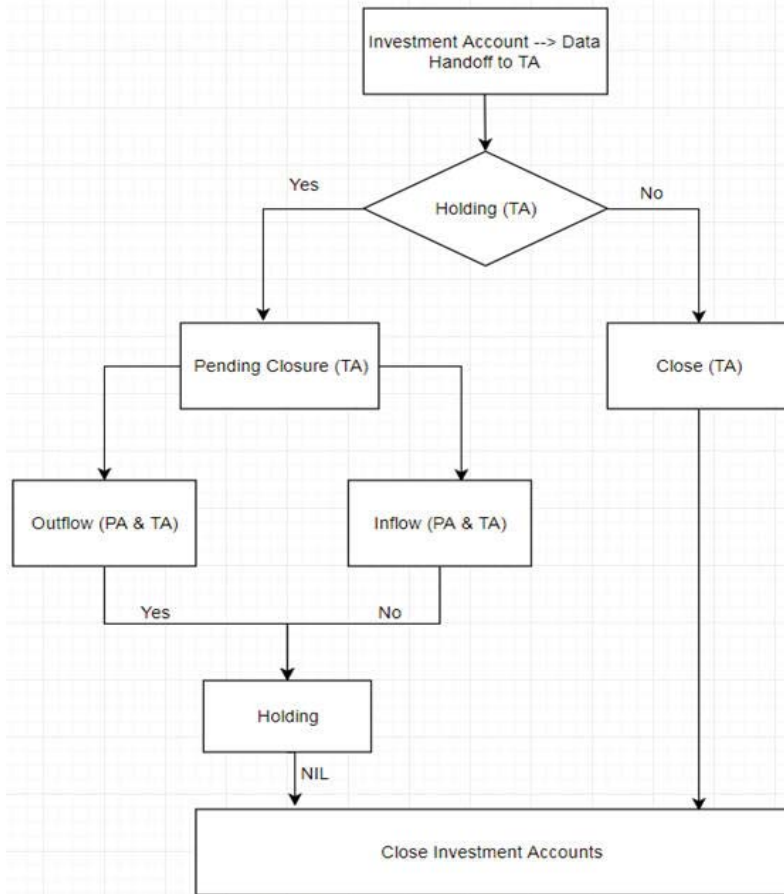 Investment Account --> Data
Handoff to TA
Yes
Holding (TA)
No
Pending Closure (TA)
Close (TA)
Outflow (PA & TA)
Inflow (PA & TA)
Yes
No
Holding
NIL
Close Investment Accounts